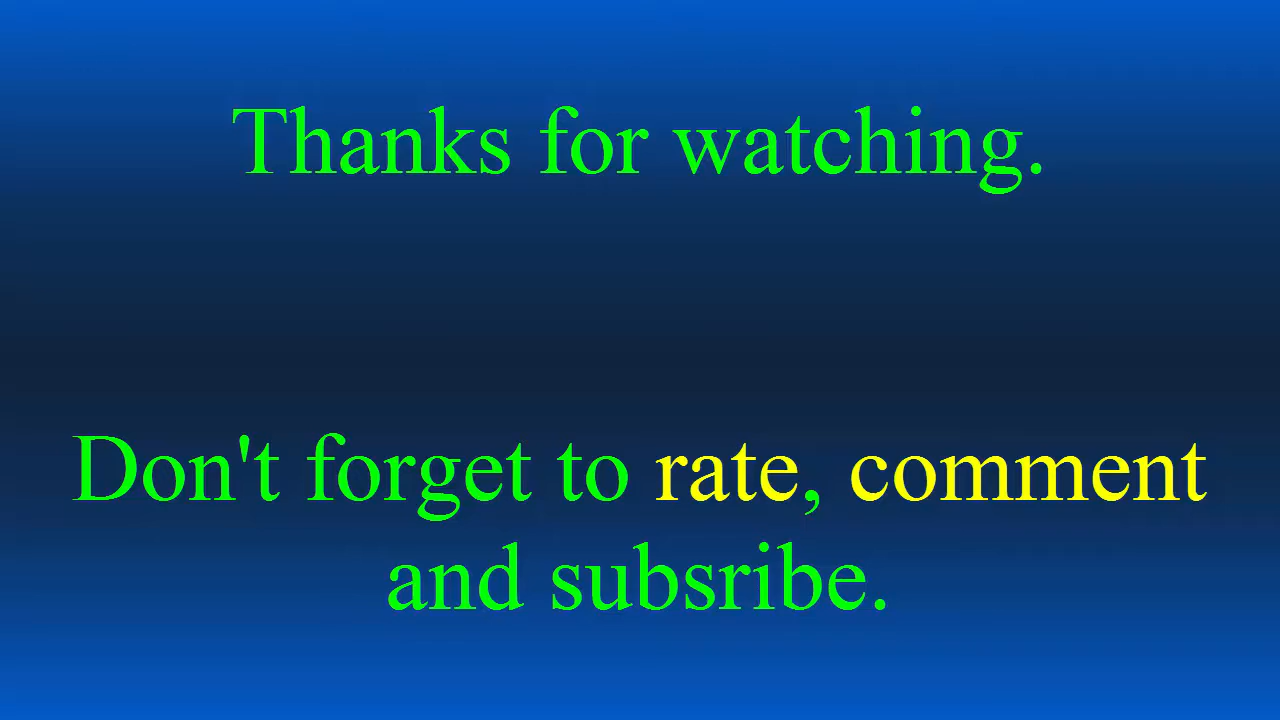 Thanks for watching.
Don't forget to rate, comment
and subsribe.